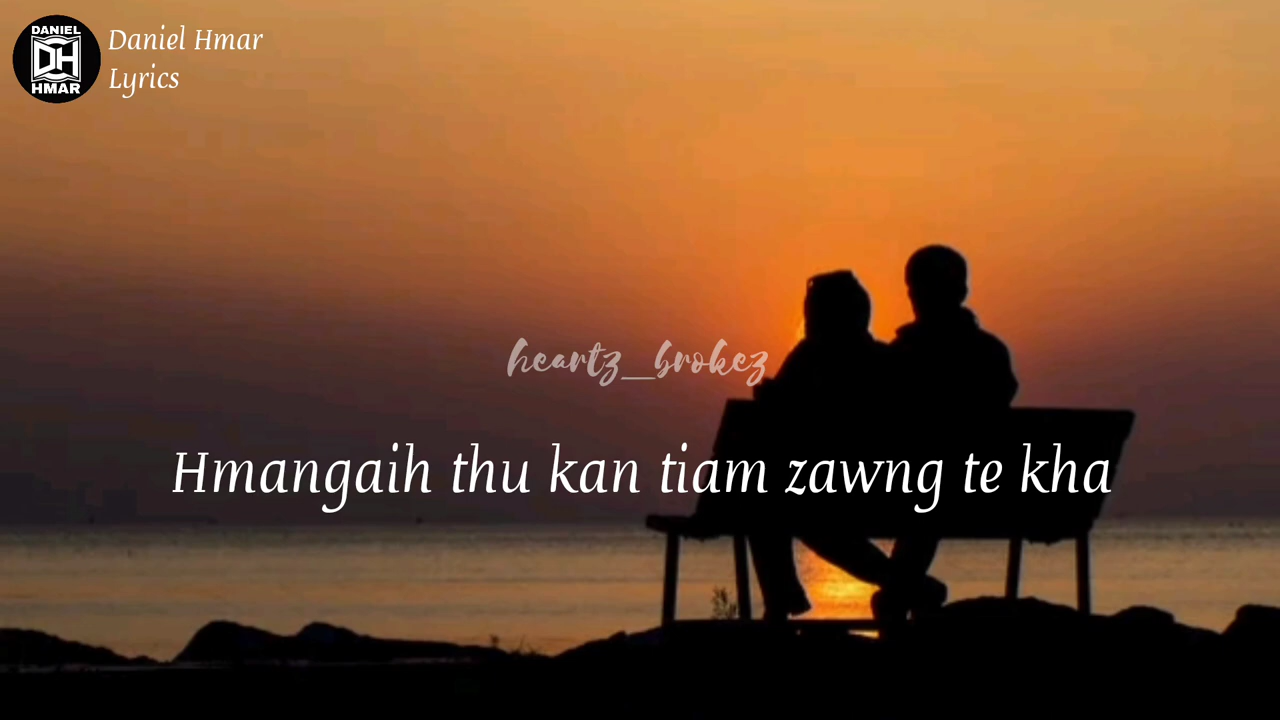 DANIEL
DH
HMAR
Daniel Hmar
Lyrics
heartz_brokez
Hmangaih thu kan tiam zawng te kha